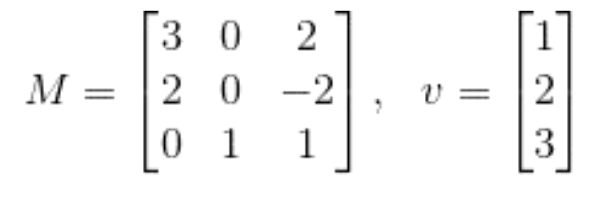 M = [3 0 2; 2 0 −2; 0 1 1], v = [1; 2; 3]